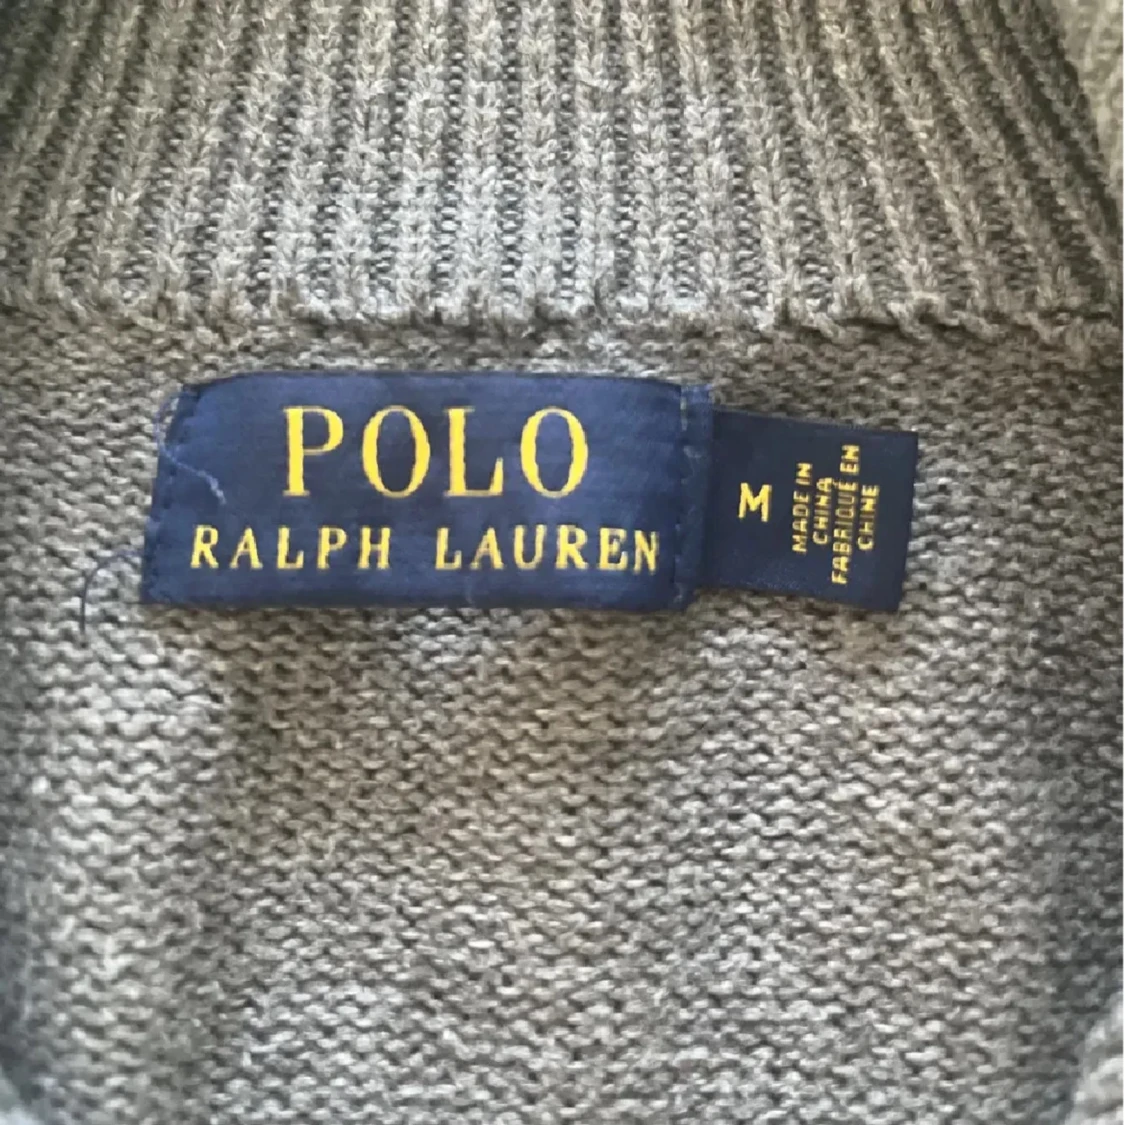 POLO
RALPH LAUREN
M
MADE IN
CHINA
FABRIQUÉ EN
CHINE